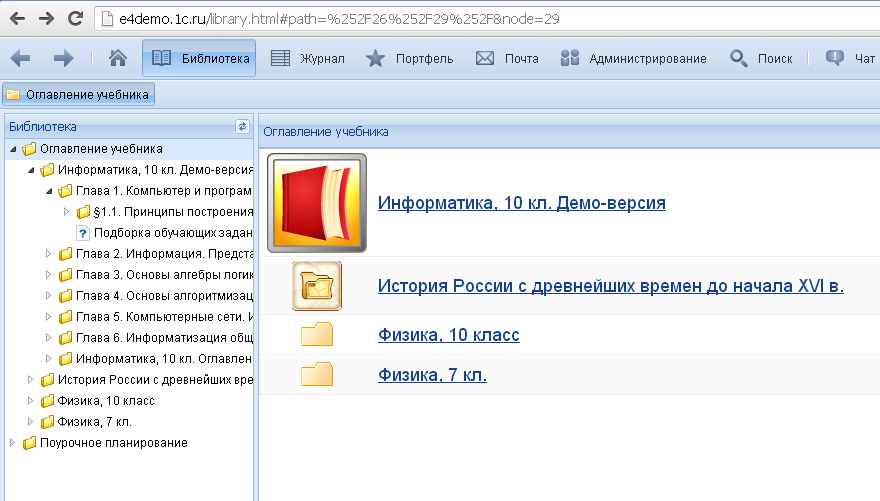 e4demo.1c.ru/library.html#path=%252F26%252F29%252F&node=29
Библиотека Журнал Портфель Почта Администрирование Поиск Чат
Оглавление учебника
Библиотека
Оглавление учебника
Информатика, 10 кл. Демо-версия
Глава 1. Компьютер и програм
§1.1. Принципы построения
Подборка обучающих задан
Глава 2. Информация. Предста
Глава 3. Основы алгебры логик
Глава 4. Основы алгоритмизац
Глава 5. Компьютерные сети. И
Глава 6. Информатизация общ
Информатика, 10 кл. Оглавлен
История России с древнейших вре
Физика, 10 класс
Физика, 7 кл.
Поурочное планирование
Оглавление учебника
Информатика, 10 кл. Демо-версия
История России с древнейших времен до начала XVI в.
Физика, 10 класс
Физика, 7 кл.